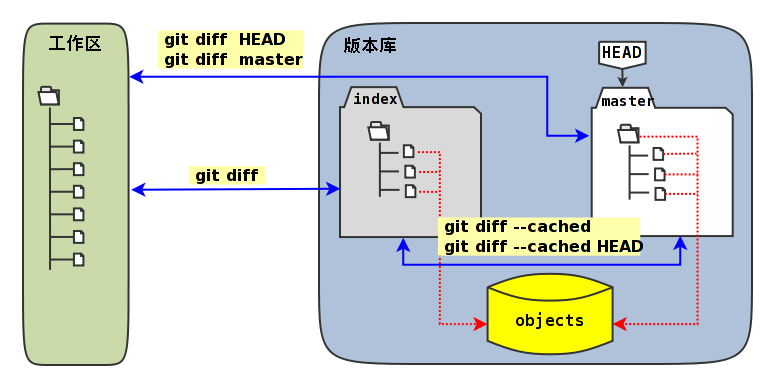 工作区
git diff  HEAD
git diff  master
版本库
HEAD
index
master
git diff
git diff --cached
git diff --cached HEAD
objects